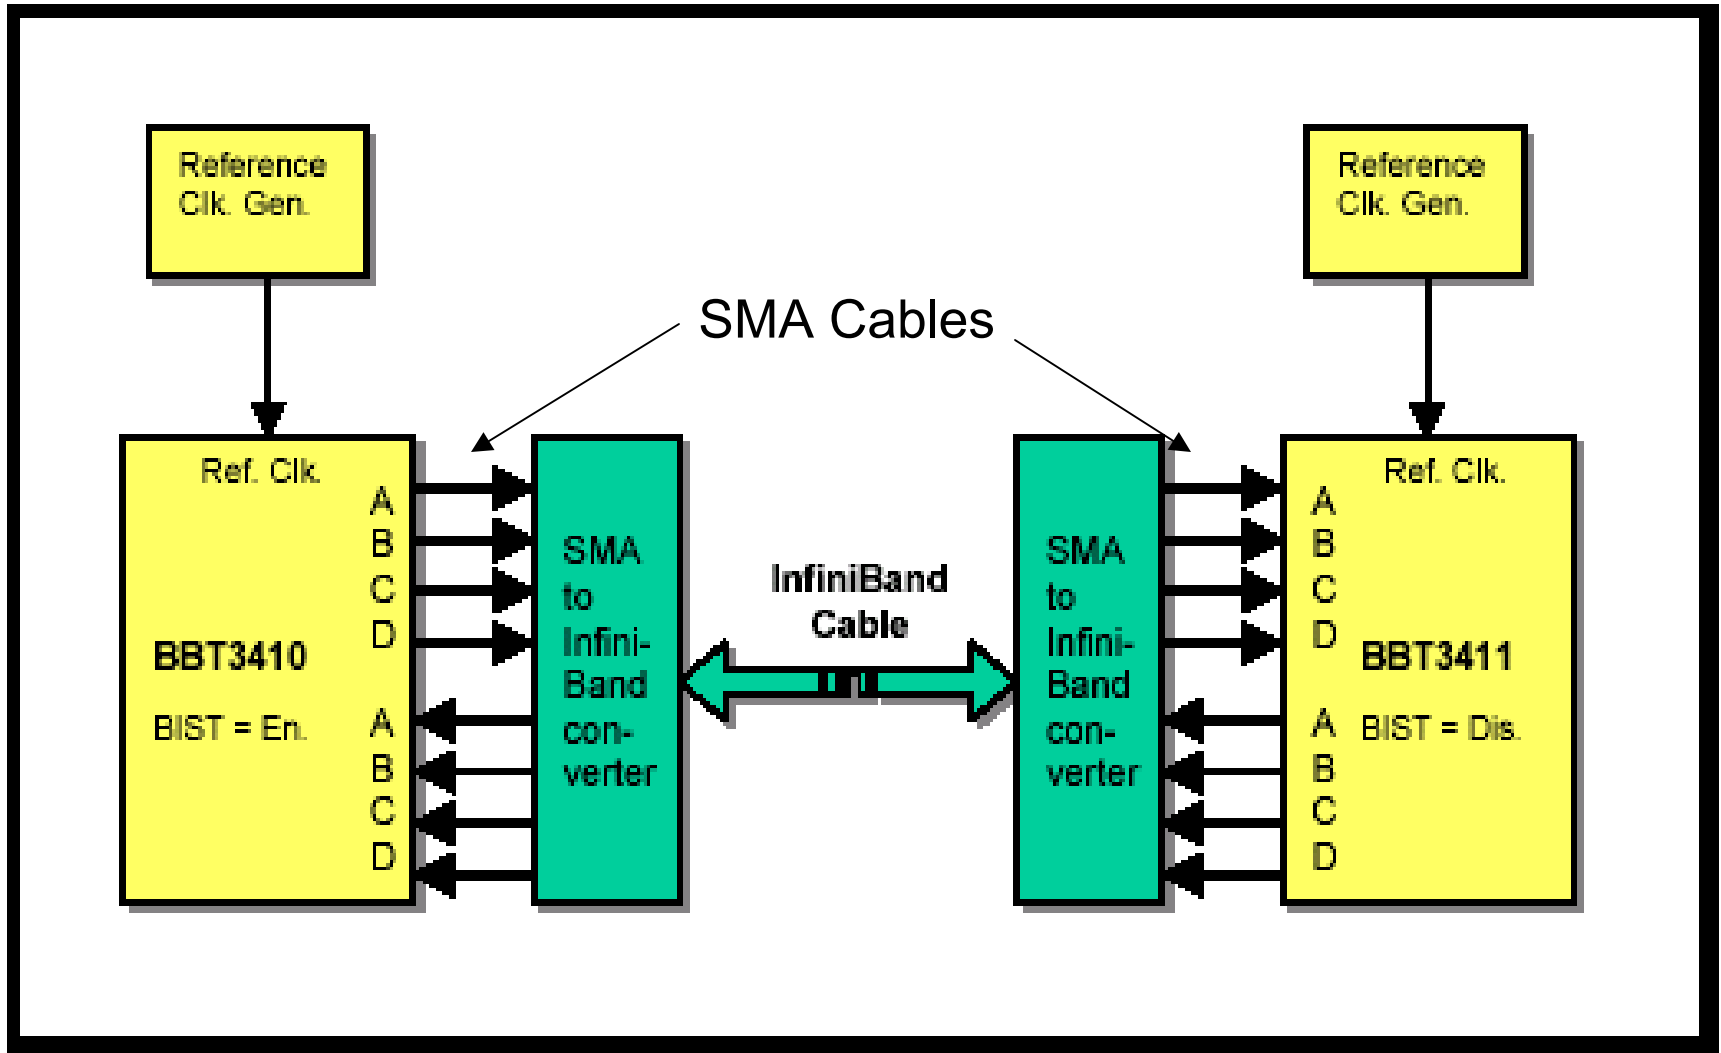 Reference
Clk. Gen.
Reference
Clk. Gen.
SMA Cables
Ref. Clk.
A
B
C
D
BBT3410
BIST = En.
A
B
C
D
SMA
to
Infini-
Band
con-
verter
InfiniBand
Cable
SMA
to
Infini-
Band
con-
verter
Ref. Clk.
A
B
C
D
BBT3411
BIST = Dis.
A
B
C
D